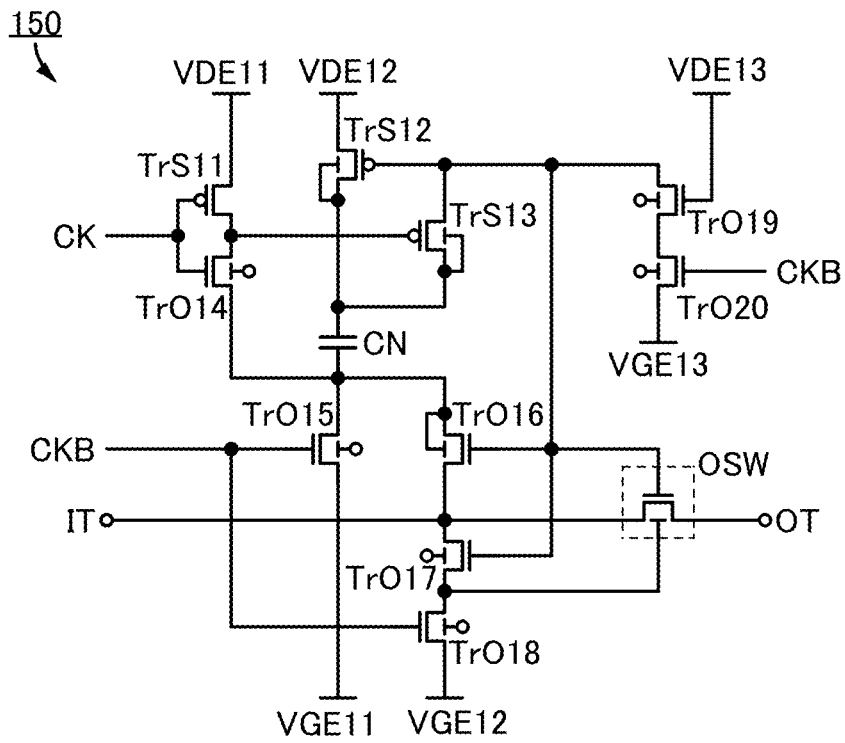 150
VDE11
VDE12
VDE13
TrS12
TrS11
TrS13
TrO19
CK
TrO14
CKB
TrO20
CN
VGE13
TrO15
TrO16
CKB
OSW
IT
OT
TrO17
TrO18
VGE11
VGE12